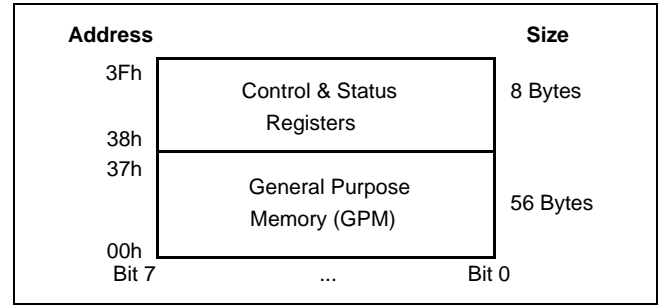 Address Size
3Fh
Control & Status 8 Bytes
Registers
38h
37h
General Purpose
56 Bytes
Memory (GPM)
00h
Bit 7 ... Bit 0